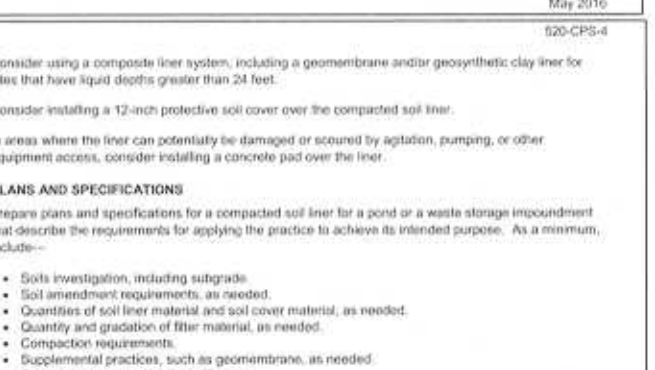 May 2016
520-CPS-4
onsider using a composite liner system, including a geomembrane and/or geosynthetic clay liner for
tes that have liquid depths greater than 24 feet.
onsider installing a 12-inch protective soil cover over the compacted soil liner.
areas where the liner can potentially be damaged or scoured by agitation, pumping, or other
quipment access, consider installing a concrete pad over the liner.
LANS AND SPECIFICATIONS
repare plans and specifications for a compacted soil liner for a pond or a waste storage impoundment
at describe the requirements for applying the practice to achieve its intended purpose. As a minimum,
clude--
• Soils investigation, including subgrade.
• Soil amendment requirements, as needed.
• Quantities of soil liner material and soil cover material, as needed.
• Quantity and gradation of filter material, as needed.
• Compaction requirements.
• Supplemental practices, such as geomembrane, as needed.